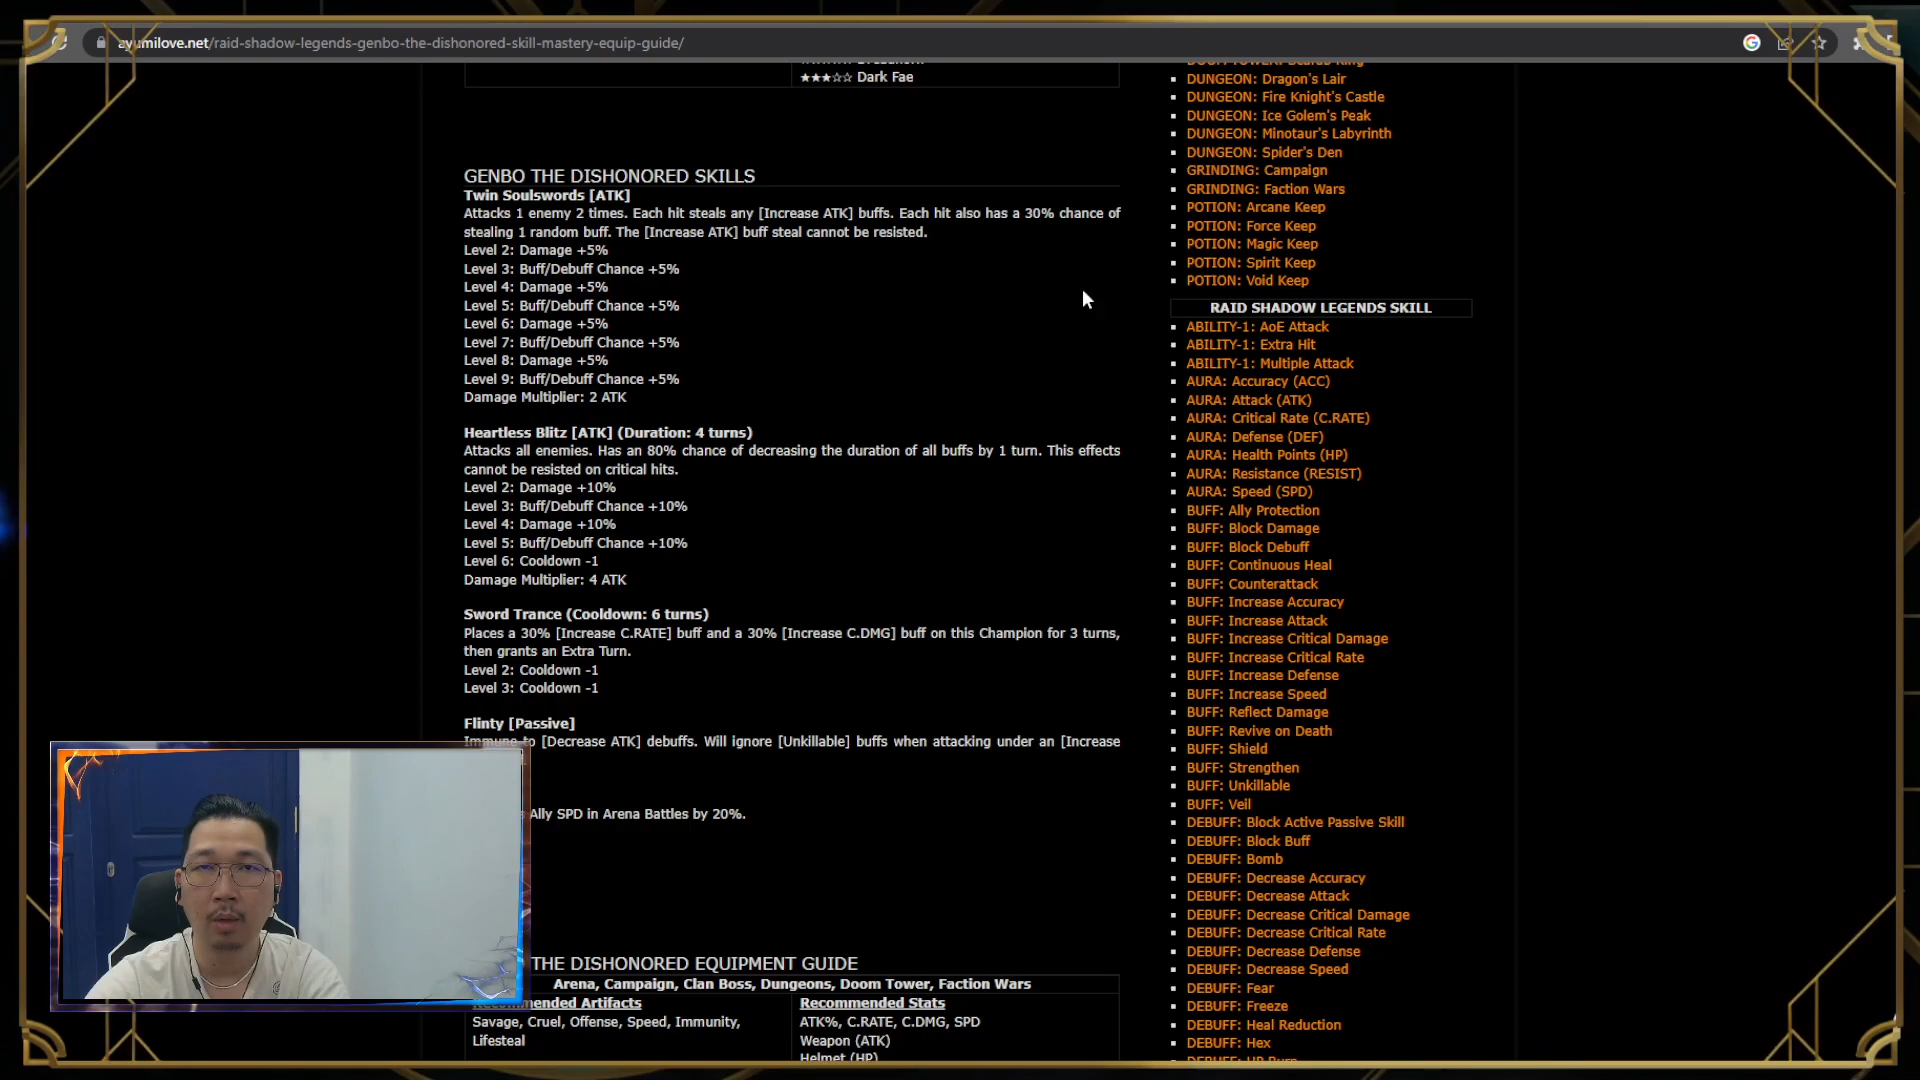 ayumilove.net/raid-shadow-legends-genbo-the-dishonored-skill-mastery-equip-guide/
★★★☆☆ Dark Fae
GENBO THE DISHONORED SKILLS
Twin Soulswords [ATK]
Attacks 1 enemy 2 times. Each hit steals any [Increase ATK] buffs. Each hit also has a 30% chance of
stealing 1 random buff. The [Increase ATK] buff steal cannot be resisted.
Level 2: Damage +5%
Level 3: Buff/Debuff Chance +5%
Level 4: Damage +5%
Level 5: Buff/Debuff Chance +5%
Level 6: Damage +5%
Level 7: Buff/Debuff Chance +5%
Level 8: Damage +5%
Level 9: Buff/Debuff Chance +5%
Damage Multiplier: 2 ATK
Heartless Blitz [ATK] (Duration: 4 turns)
Attacks all enemies. Has an 80% chance of decreasing the duration of all buffs by 1 turn. This effects
cannot be resisted on critical hits.
Level 2: Damage +10%
Level 3: Buff/Debuff Chance +10%
Level 4: Damage +10%
Level 5: Buff/Debuff Chance +10%
Level 6: Cooldown -1
Damage Multiplier: 4 ATK
Sword Trance (Cooldown: 6 turns)
Places a 30% [Increase C.RATE] buff and a 30% [Increase C.DMG] buff on this Champion for 3 turns,
then grants an Extra Turn.
Level 2: Cooldown -1
Level 3: Cooldown -1
Flinty [Passive]
Immune to [Decrease ATK] debuffs. Will ignore [Unkillable] buffs when attacking under an [Increase
Ally SPD in Arena Battles by 20%.
THE DISHONORED EQUIPMENT GUIDE
Arena, Campaign, Clan Boss, Dungeons, Doom Tower, Faction Wars
Recommended Artifacts
Savage, Cruel, Offense, Speed, Immunity,
Lifesteal
Recommended Stats
ATK%, C.RATE, C.DMG, SPD
Weapon (ATK)
Helmet (HP)
DOOM TOWER: Scarab King
DUNGEON: Dragon's Lair
DUNGEON: Fire Knight's Castle
DUNGEON: Ice Golem's Peak
DUNGEON: Minotaur's Labyrinth
DUNGEON: Spider's Den
GRINDING: Campaign
GRINDING: Faction Wars
POTION: Arcane Keep
POTION: Force Keep
POTION: Magic Keep
POTION: Spirit Keep
POTION: Void Keep
RAID SHADOW LEGENDS SKILL
ABILITY-1: AoE Attack
ABILITY-1: Extra Hit
ABILITY-1: Multiple Attack
AURA: Accuracy (ACC)
AURA: Attack (ATK)
AURA: Critical Rate (C.RATE)
AURA: Defense (DEF)
AURA: Health Points (HP)
AURA: Resistance (RESIST)
AURA: Speed (SPD)
BUFF: Ally Protection
BUFF: Block Damage
BUFF: Block Debuff
BUFF: Continuous Heal
BUFF: Counterattack
BUFF: Increase Accuracy
BUFF: Increase Attack
BUFF: Increase Critical Damage
BUFF: Increase Critical Rate
BUFF: Increase Defense
BUFF: Increase Speed
BUFF: Reflect Damage
BUFF: Revive on Death
BUFF: Shield
BUFF: Strengthen
BUFF: Unkillable
BUFF: Veil
DEBUFF: Block Active Passive Skill
DEBUFF: Block Buff
DEBUFF: Bomb
DEBUFF: Decrease Accuracy
DEBUFF: Decrease Attack
DEBUFF: Decrease Critical Damage
DEBUFF: Decrease Critical Rate
DEBUFF: Decrease Defense
DEBUFF: Decrease Speed
DEBUFF: Fear
DEBUFF: Freeze
DEBUFF: Heal Reduction
DEBUFF: Hex
DEBUFF: HP Burn